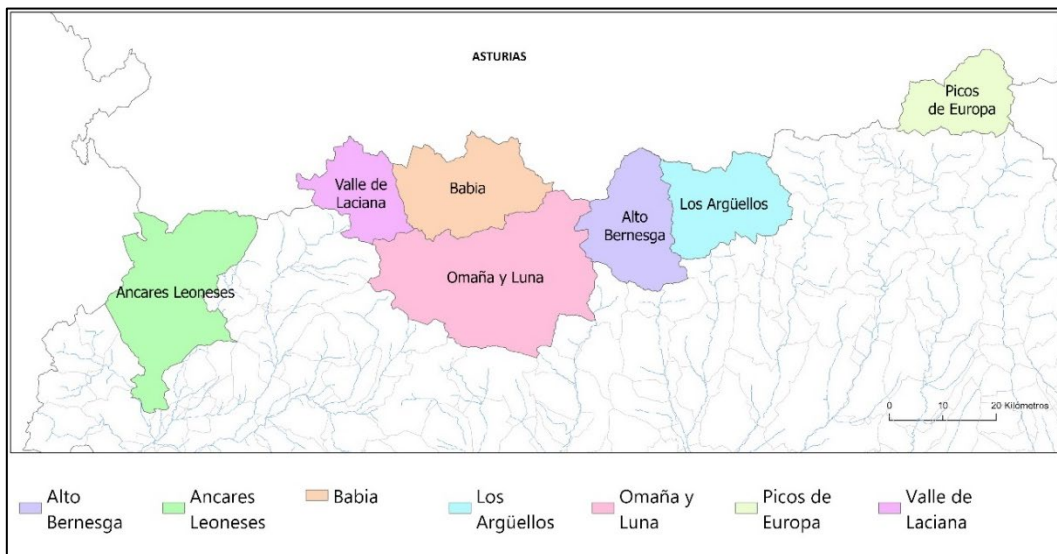 ASTURIAS
Picos
de Europa
Valle de
Laciana
Babia
Los Argüellos
Alto
Bernesga
Omaña y Luna
Ancares Leoneses
0 10 20 Kilómetros
Alto
Bernesga
Ancares
Leoneses
Babia
Los
Argüellos
Omaña y
Luna
Picos de
Europa
Valle de
Laciana